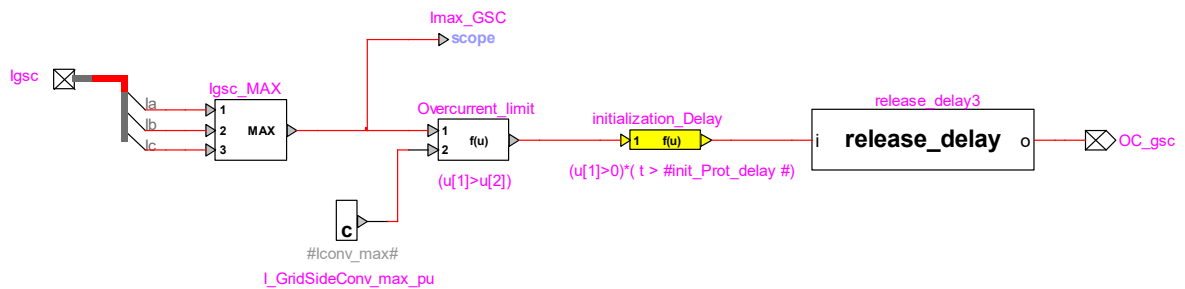 Imax_GSC
scope
Igsc
Igsc_MAX
Ia
Ib
Ic
1
2
3
MAX
Overcurrent_limit
1
2
f(u)
(u[1]>u[2])
initialization_Delay
1
f(u)
(u[1]>0)*( t > #init_Prot_delay #)
release_delay3
i
release_delay
o
OC_gsc
c
#Iconv_max#
I_GridSideConv_max_pu